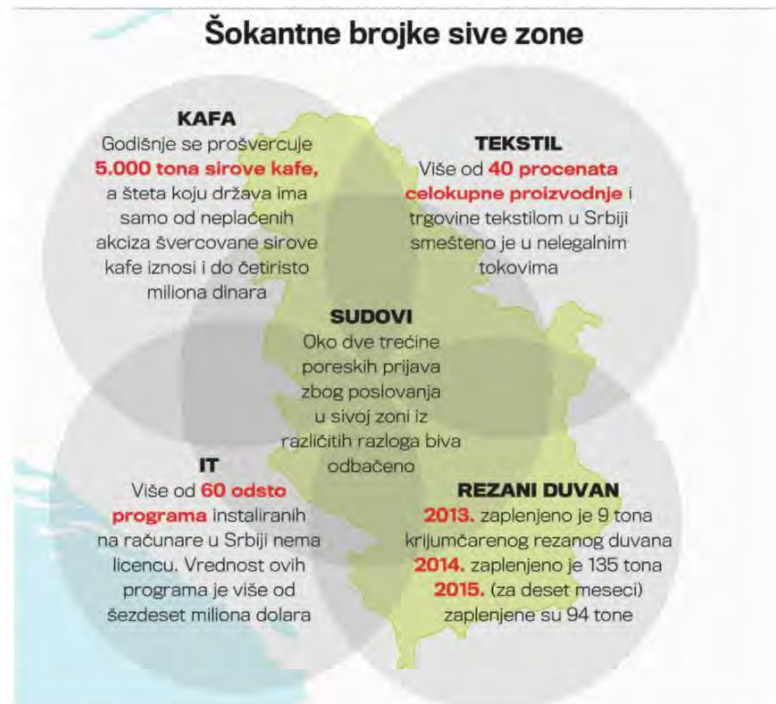 Šokantne brojke sive zone
KAFA
Godišnje se prošvercuje
5.000 tona sirove kafe,
a šteta koju država ima
samo od neplaćenih
akciza švercovane sirove
kafe iznosi i do četiristo
miliona dinara
TEKSTIL
Više od 40 procenata
celokupne proizvodnje i
trgovine tekstilom u Srbiji
smešteno je u nelegalnim
tokovima
SUDOVI
Oko dve trećine
poreskih prijava
zbog poslovanja
u sivoj zoni iz
različitih razloga biva
odbačeno
IT
Više od 60 odsto
programa instaliranih
na računare u Srbiji nema
licencu. Vrednost ovih
programa je više od
šezdeset miliona dolara
REZANI DUVAN
2013. zaplenjeno je 9 tona
krijumčarenog rezanog duvana
2014. zaplenjeno je 135 tona
2015. (za deset meseci)
zaplenjene su 94 tone